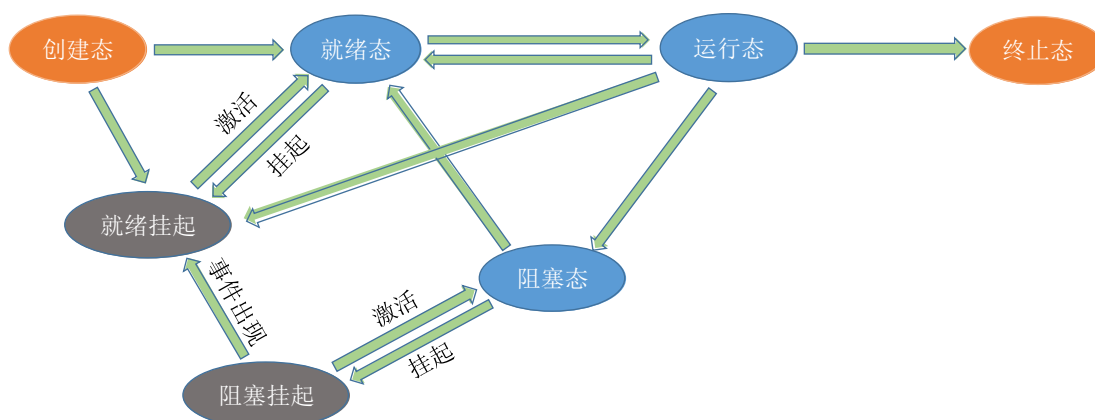 创建态
就绪态
运行态
终止态
激活
挂起
就绪挂起
事件出现
阻塞态
激活
挂起
阻塞挂起